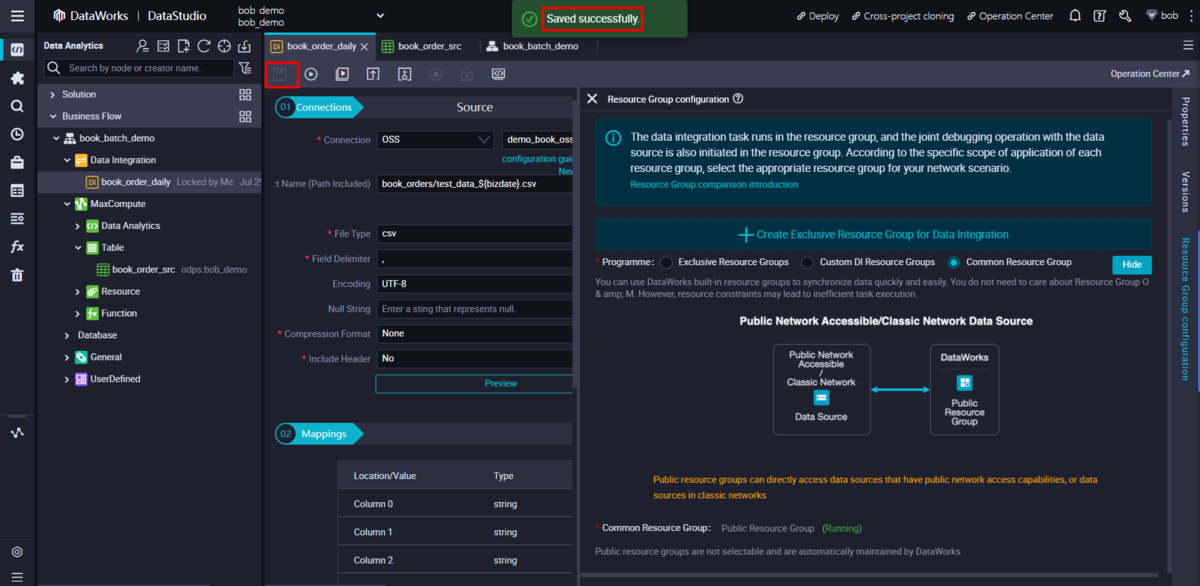 DataWorks
DataStudio
bob demo
bob_demo
Saved successfully.
Deploy
Cross-project cloning
Operation Center
bob
Data Analytics
Search by node or creator name.
Solution
Business Flow
book_batch_demo
Data Integration
Di
book_order_daily
Locked by Me
MaxCompute
Data Analytics
Table
book_order_src
odps.bob_demo
Resource
fx
Function
Database
General
UserDefined
fx
Di
book_order_daily
book_order_src
book_batch_demo
Operation Center
01
Connections
Source
* Connection
OSS
demo_book_oss
configuration guid
New
ct Name (Path Included)
book_orders/test_data_${bizdate}.csv
* File Type
csv
* Field Delimiter
,
Encoding
UTF-8
Null String
Enter a sting that represents null.
* Compression Format
None
* Include Header
No
Preview
02
Mappings
Location/Value
Type
Column 0
string
Column 1
string
Column 2
string
Resource Group configuration
The data integration task runs in the resource group, and the joint debugging operation with the data
source is also initiated in the resource group. According to the specific scope of application of each
resource group, select the appropriate resource group for your network scenario.
Resource Group comparison introduction
Create Exclusive Resource Group for Data Integration
* Programme:
Exclusive Resource Groups
Custom DI Resource Groups
Common Resource Group
Hide
You can use DataWorks built-in resource groups to synchronize data quickly and easily. You do not need to care about Resource Group O
& amp; M. However, resource constraints may lead to inefficient task execution.
Public Network Accessible/Classic Network Data Source
Public Network
Accessible
/
Classic Network
Data Source
DataWorks
Public
Resource
Group
Public resource groups can directly access data sources that have public network access capabilities, or data
sources in classic networks
* Common Resource Group:
Public Resource Group
(Running)
Public resource groups are not selectable and are automatically maintained by DataWorks
Properties
Versions
Resource Group configuration